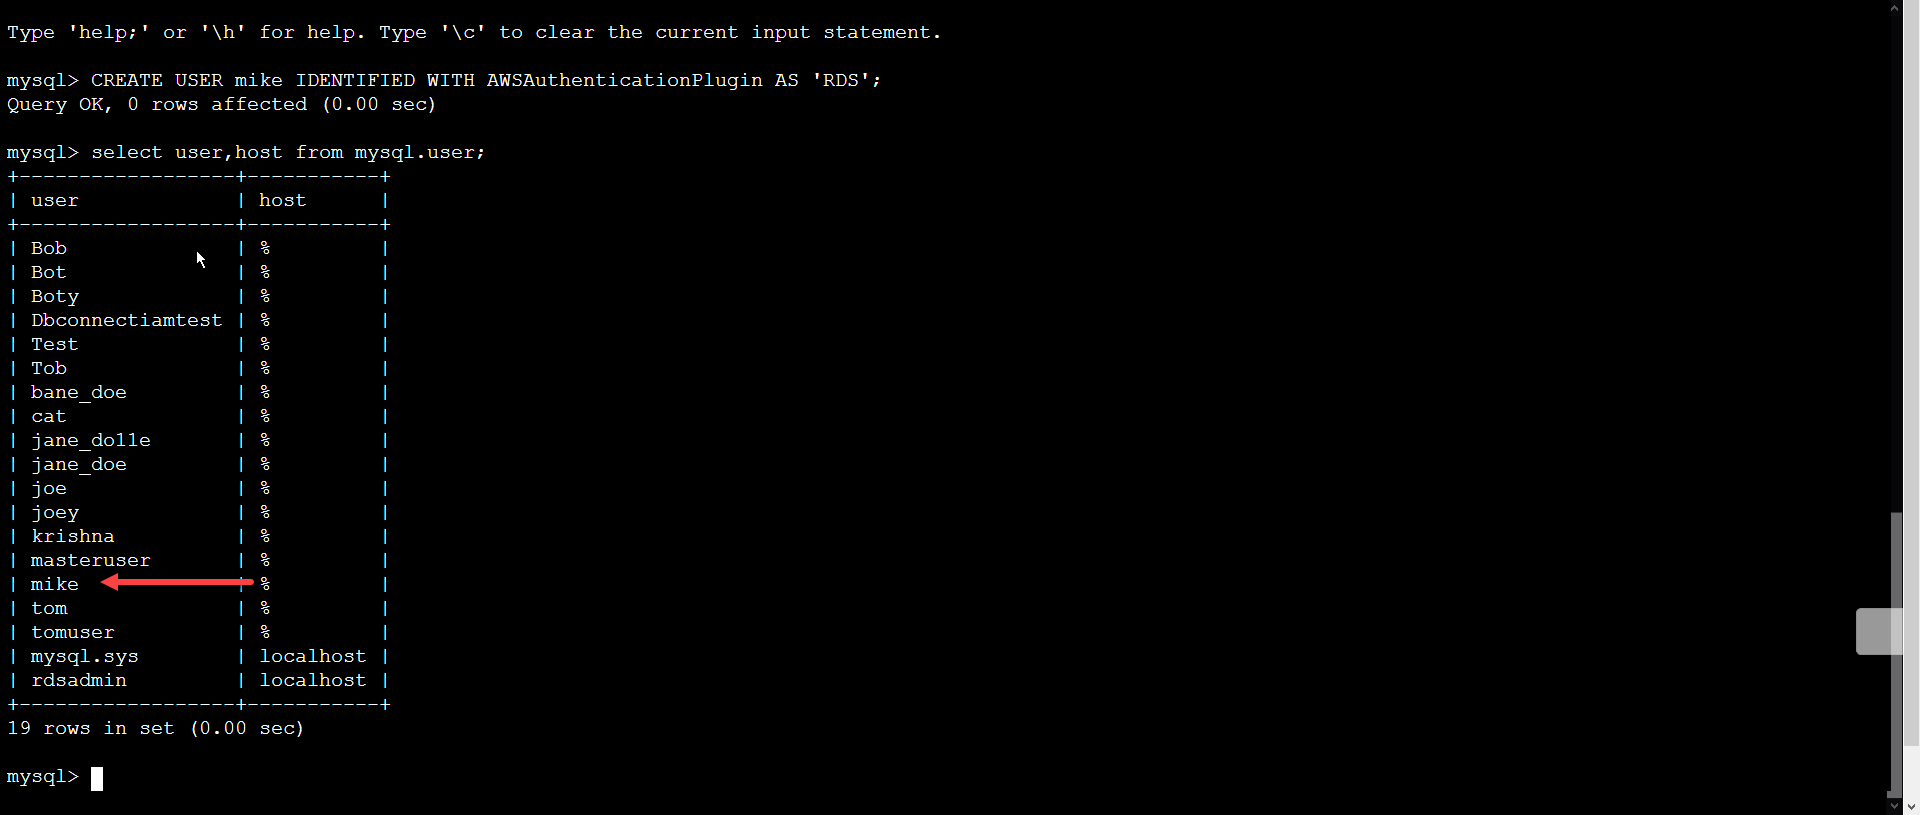 Type 'help;' or '\h' for help. Type '\c' to clear the current input statement.
mysql> CREATE USER mike IDENTIFIED WITH AWSAuthenticationPlugin AS 'RDS';
Query OK, 0 rows affected (0.00 sec)
mysql> select user,host from mysql.user;
+------------------+-----------+
| user             | host      |
+------------------+-----------+
| Bob              | %         |
| Bot              | %         |
| Boty             | %         |
| Dbconnectiamtest | %         |
| Test             | %         |
| Tob              | %         |
| bane_doe         | %         |
| cat              | %         |
| jane_dolle       | %         |
| jane_doe         | %         |
| joe              | %         |
| joey             | %         |
| krishna          | %         |
| masteruser       | %         |
| mike             | %         |
| tom              | %         |
| tomuser          | %         |
| mysql.sys        | localhost |
| rdsadmin         | localhost |
+------------------+-----------+
19 rows in set (0.00 sec)
mysql>